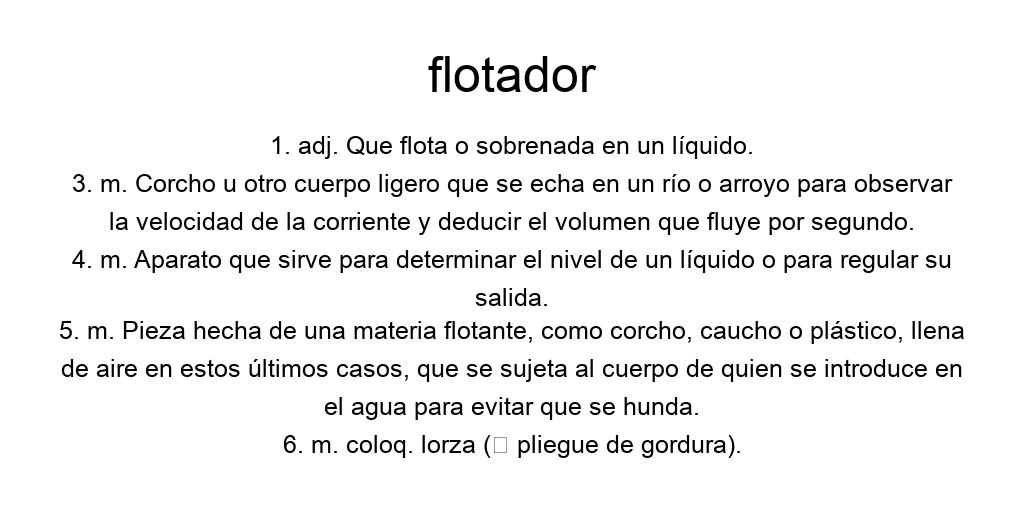 flotador
1. adj. Que flota o sobrenada en un líquido.
3. m. Corcho u otro cuerpo ligero que se echa en un río o arroyo para observar
la velocidad de la corriente y deducir el volumen que fluye por segundo.
4. m. Aparato que sirve para determinar el nivel de un líquido o para regular su
salida.
5. m. Pieza hecha de una materia flotante, como corcho, caucho o plástico, llena
de aire en estos últimos casos, que se sujeta al cuerpo de quien se introduce en
el agua para evitar que se hunda.
6. m. coloq. lorza (□ pliegue de gordura).